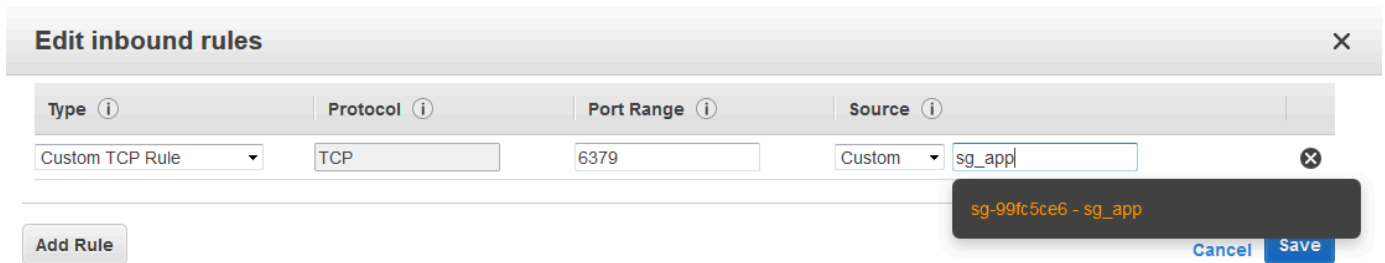 Edit inbound rules
Type i Protocol i Port Range i Source i
Custom TCP Rule TCP 6379 Custom sg_app
sg-99fc5ce6 - sg_app
Add Rule Cancel Save